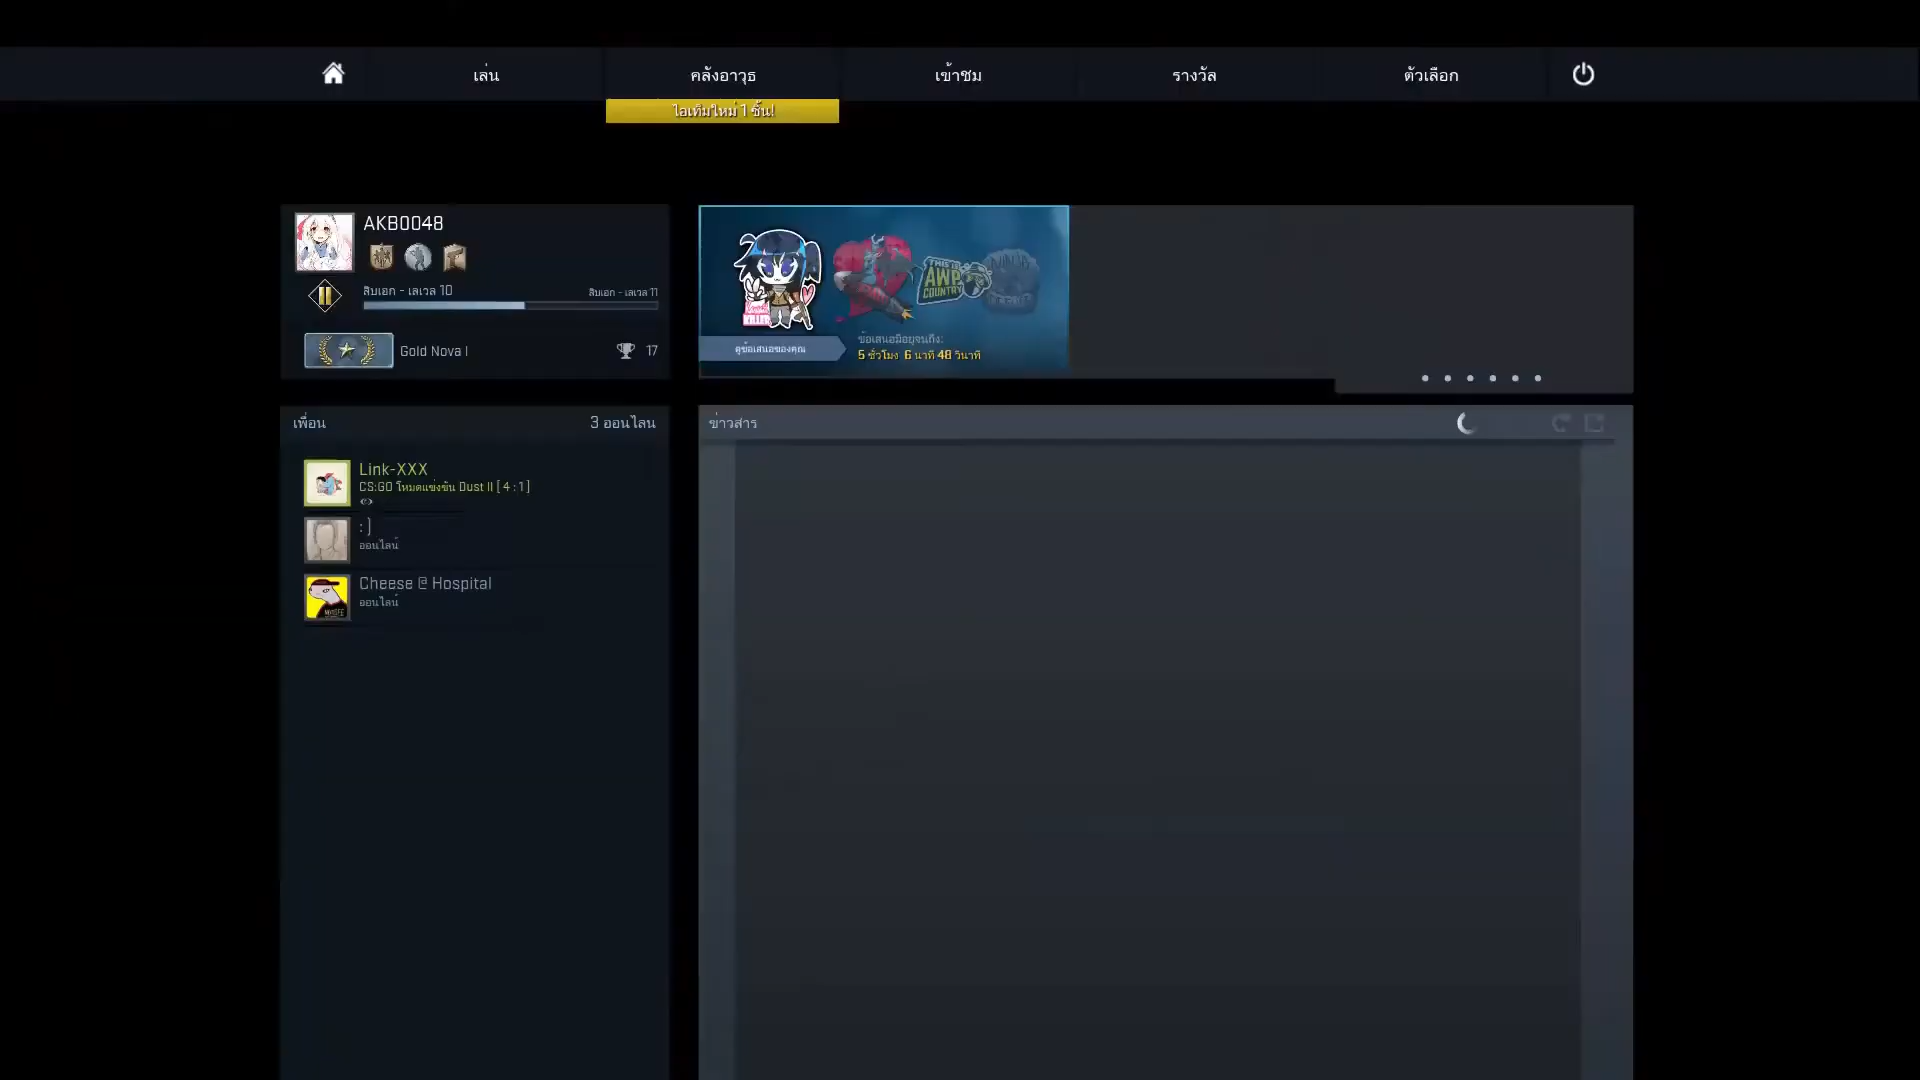 เล่น
คลังอาวุธ
เข้าชม
รางวัล
ตัวเลือก
ไอเท็มใหม่ 1 ชิ้น!
AKB0048
สิบเอก - เลเวล 10
สิบเอก - เลเวล 11
Gold Nova I
17
THIS IS
AWP
COUNTRY
KILLER
ดูข้อเสนอของคุณ
ข้อเสนอมีอยู่จนถึง:
5 ชั่วโมง 6 นาที 48 วินาที
เพื่อน
3 ออนไลน์
ข่าวสาร
Link-XXX
CS:GO โหมดแข่งขัน Dust II [ 4 : 1 ]
: )
ออนไลน์
Cheese @ Hospital
ออนไลน์